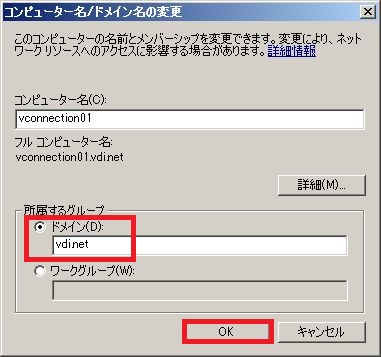 コンピューター名/ドメイン名の変更
このコンピューターの名前とメンバーシップを変更できます。変更により、ネット
ワーク リソースへのアクセスに影響する場合があります。詳細情報
コンピューター名(C):
vconnection01
フル コンピューター名:
vconnection01.vdi.net
詳細(M)...
所属するグループ
ドメイン(D):
vdi.net
ワークグループ(W):
OK
キャンセル